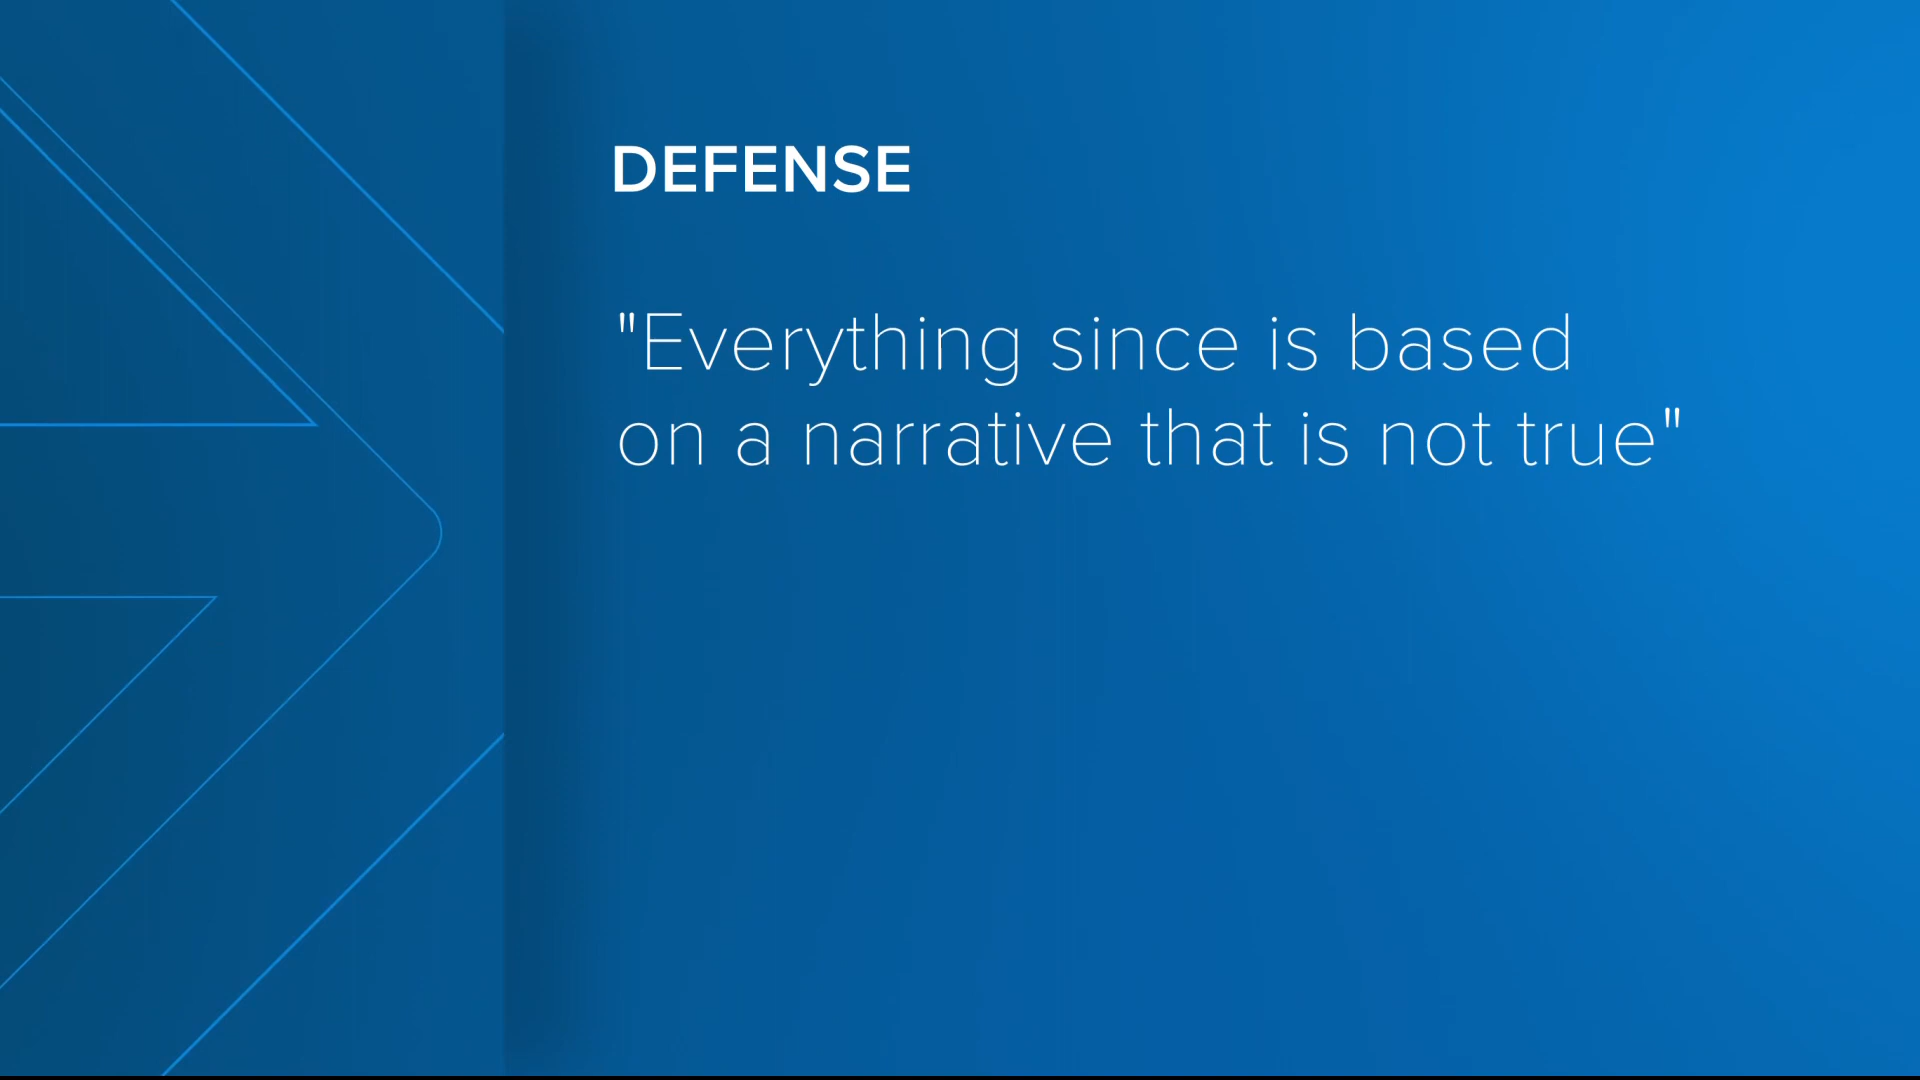 DEFENSE
"Everything since is based
on a narrative that is not true"